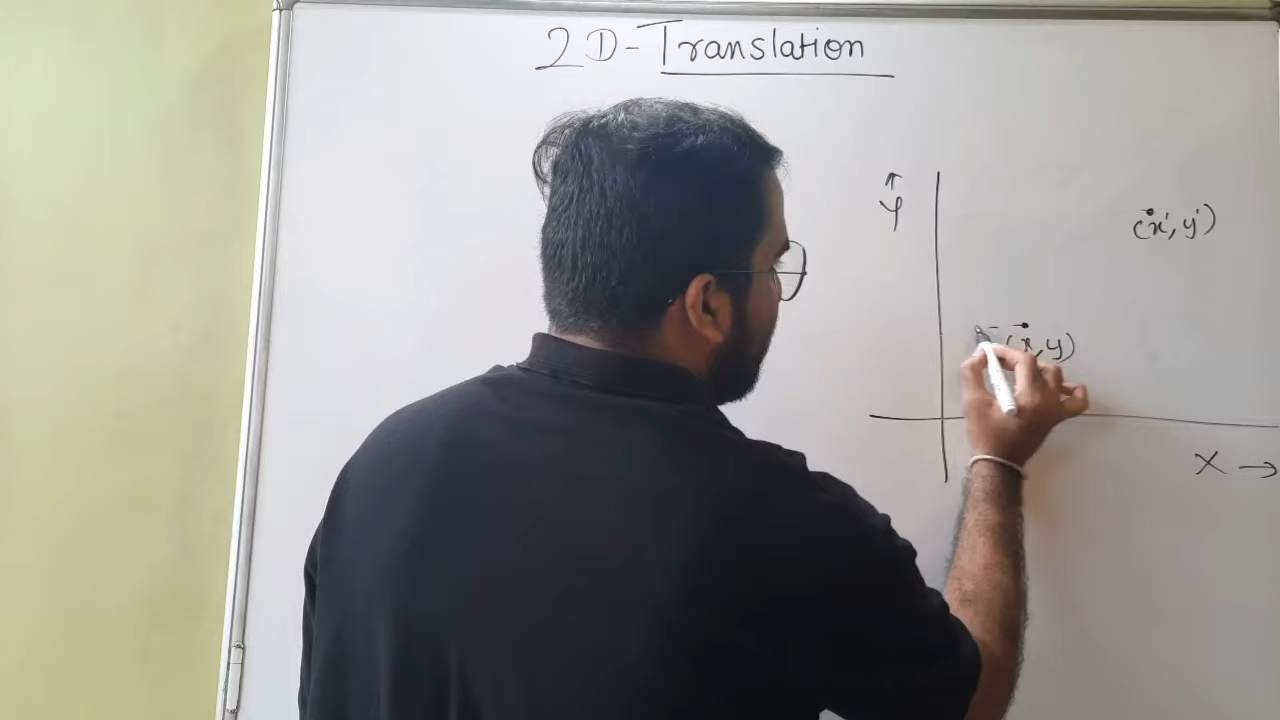 2D-Translation
Y
(x', y')
(x, y)
X →